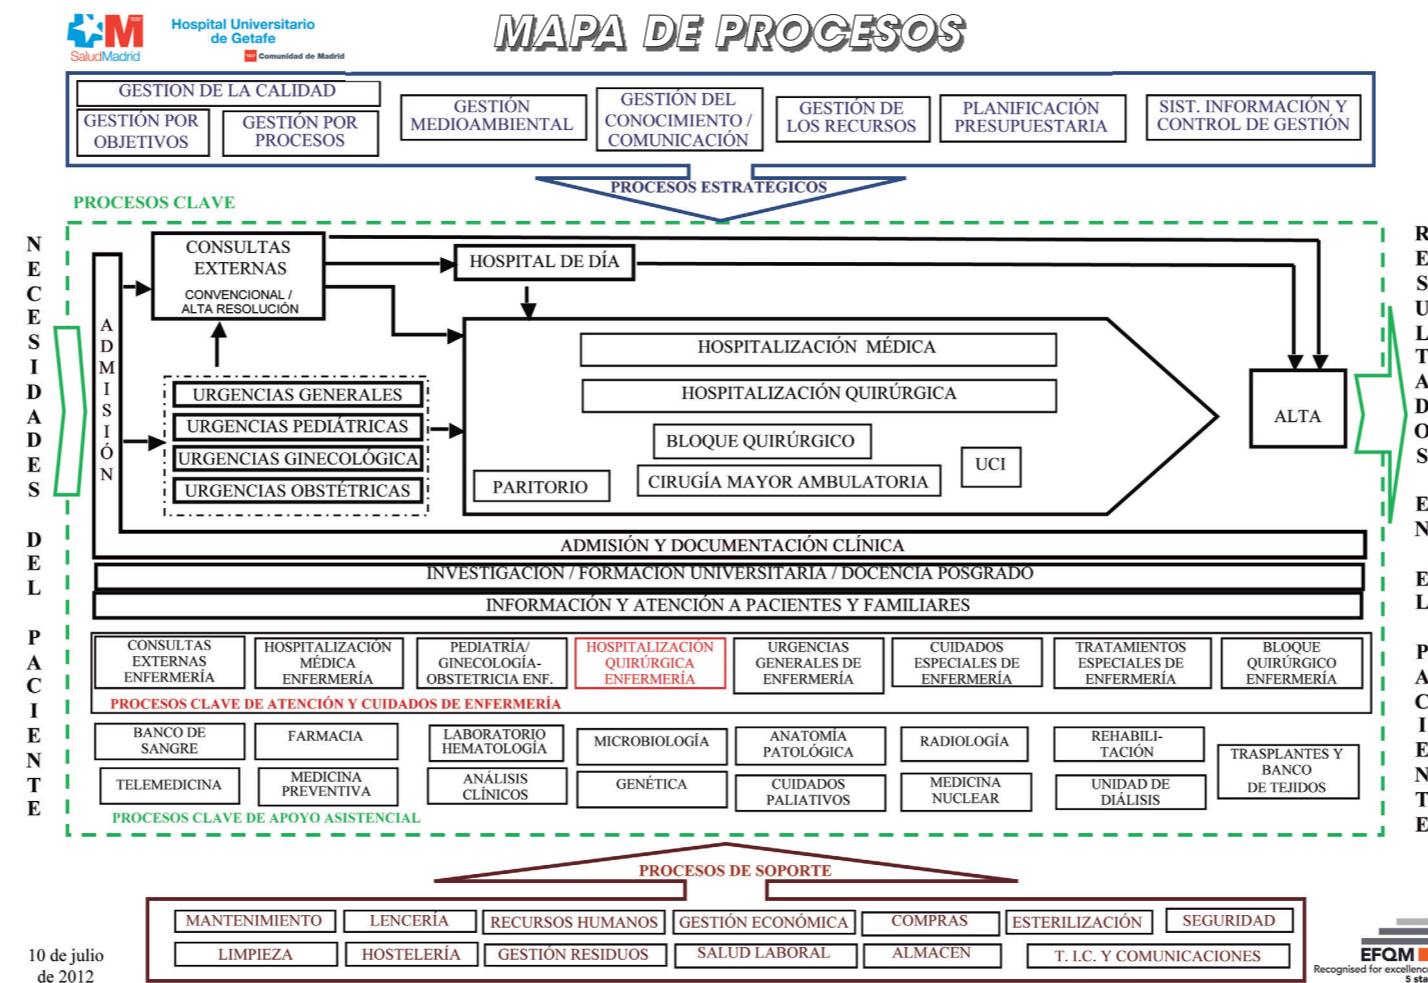 SaludMadrid
Hospital Universitario
de Getafe
Comunidad de Madrid
MAPA DE PROCESOS
GESTION DE LA CALIDAD
GESTIÓN POR
OBJETIVOS
GESTIÓN POR
PROCESOS
GESTIÓN
MEDIOAMBIENTAL
GESTIÓN DEL
CONOCIMIENTO /
COMUNICACIÓN
GESTIÓN DE
LOS RECURSOS
PLANIFICACIÓN
PRESUPUESTARIA
SIST. INFORMACIÓN Y
CONTROL DE GESTIÓN
PROCESOS ESTRATÉGICOS
PROCESOS CLAVE
NECESIDADES DEL PACIENTE
ADMISIÓN
CONSULTAS
EXTERNAS
CONVENCIONAL /
ALTA RESOLUCIÓN
HOSPITAL DE DÍA
URGENCIAS GENERALES
URGENCIAS PEDIÁTRICAS
URGENCIAS GINECOLÓGICA
URGENCIAS OBSTÉTRICAS
HOSPITALIZACIÓN MÉDICA
HOSPITALIZACIÓN QUIRÚRGICA
BLOQUE QUIRÚRGICO
CIRUGÍA MAYOR AMBULATORIA
UCI
PARITORIO
ALTA
RESULTADOS EN EL PACIENTE
ADMISIÓN Y DOCUMENTACIÓN CLÍNICA
INVESTIGACION / FORMACION UNIVERSITARIA / DOCENCIA POSGRADO
INFORMACIÓN Y ATENCIÓN A PACIENTES Y FAMILIARES
CONSULTAS
EXTERNAS
ENFERMERÍA
HOSPITALIZACIÓN
MÉDICA
ENFERMERÍA
PEDIATRÍA/
GINECOLOGÍA-
OBSTETRICIA ENF.
HOSPITALIZACIÓN
QUIRÚRGICA
ENFERMERÍA
URGENCIAS
GENERALES DE
ENFERMERÍA
CUIDADOS
ESPECIALES DE
ENFERMERÍA
TRATAMIENTOS
ESPECIALES DE
ENFERMERÍA
BLOQUE
QUIRÚRGICO
ENFERMERÍA
PROCESOS CLAVE DE ATENCIÓN Y CUIDADOS DE ENFERMERÍA
BANCO DE
SANGRE
FARMACIA
LABORATORIO
HEMATOLOGÍA
MICROBIOLOGÍA
ANATOMÍA
PATOLÓGICA
RADIOLOGÍA
REHABILI-
TACIÓN
TRASPLANTES Y
BANCO
DE TEJIDOS
TELEMEDICINA
MEDICINA
PREVENTIVA
ANÁLISIS
CLÍNICOS
GENÉTICA
CUIDADOS
PALIATIVOS
MEDICINA
NUCLEAR
UNIDAD DE
DIÁLISIS
PROCESOS CLAVE DE APOYO ASISTENCIAL
PROCESOS DE SOPORTE
MANTENIMIENTO
LENCERÍA
RECURSOS HUMANOS
GESTIÓN ECONÓMICA
COMPRAS
ESTERILIZACIÓN
SEGURIDAD
LIMPIEZA
HOSTELERÍA
GESTIÓN RESIDUOS
SALUD LABORAL
ALMACEN
T. I.C. Y COMUNICACIONES
10 de julio
de 2012
EFQM
Recognised for excellence
5 sta